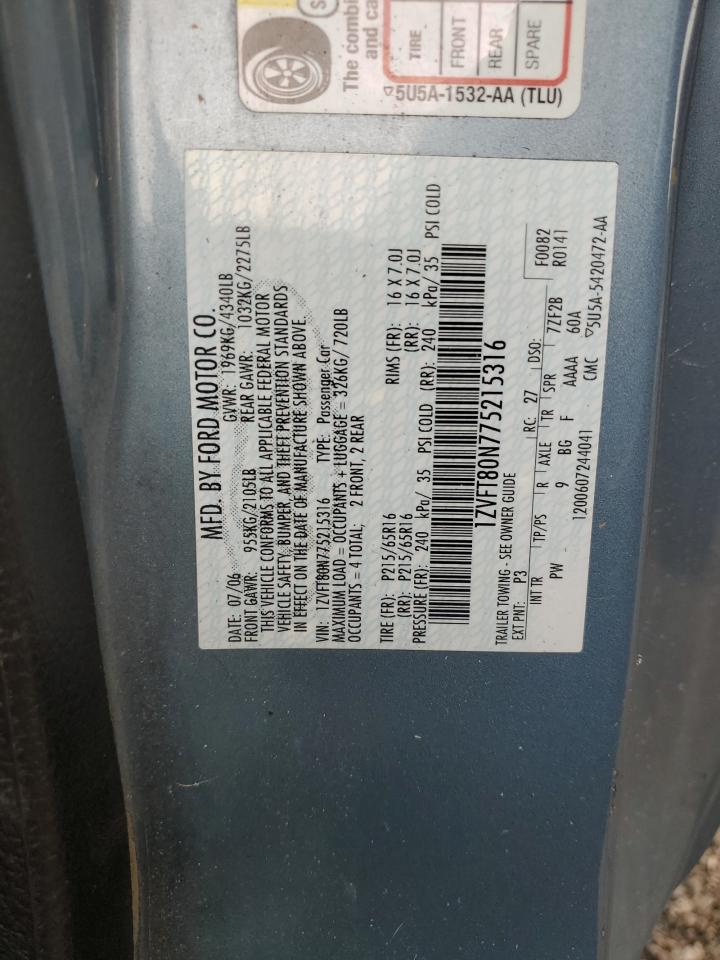 The combi
and ca
TIRE
FRONT
REAR
SPARE
5U5A-1532-AA (TLU)
MFD. BY FORD MOTOR CO.
DATE: 07/06 GVWR: 1969KG/4340LB
FRONT GAWR: 955KG/2105LB REAR GAWR: 1032KG/2275LB
THIS VEHICLE CONFORMS TO ALL APPLICABLE FEDERAL MOTOR
VEHICLE SAFETY, BUMPER, AND THEFT PREVENTION STANDARDS
IN EFFECT ON THE DATE OF MANUFACTURE SHOWN ABOVE.
VIN: 1ZVFT80N775215316 TYPE: Passenger Car
MAXIMUM LOAD = OCCUPANTS + LUGGAGE = 326KG/ 720LB
OCCUPANTS = 4 TOTAL; 2 FRONT, 2 REAR
TIRE (FR): P215/65R16 RIMS (FR): 16 X 7.0J
(RR): P215/65R16 (RR): 16 X 7.0J
PRESSURE (FR): 240 kPa/ 35 PSI COLD (RR): 240 kPa/ 35 PSI COLD
1ZVFT80N775215316
TRAILER TOWING - SEE OWNER GUIDE F0082
EXT PNT: P3 RC: 27 DSO: R0141
INT TR TP/PS R AXLE TR SPR 7ZF2B
PW 9 BG F AAAA 60A
1200607244041 CMC 5U5A-5420472-AA